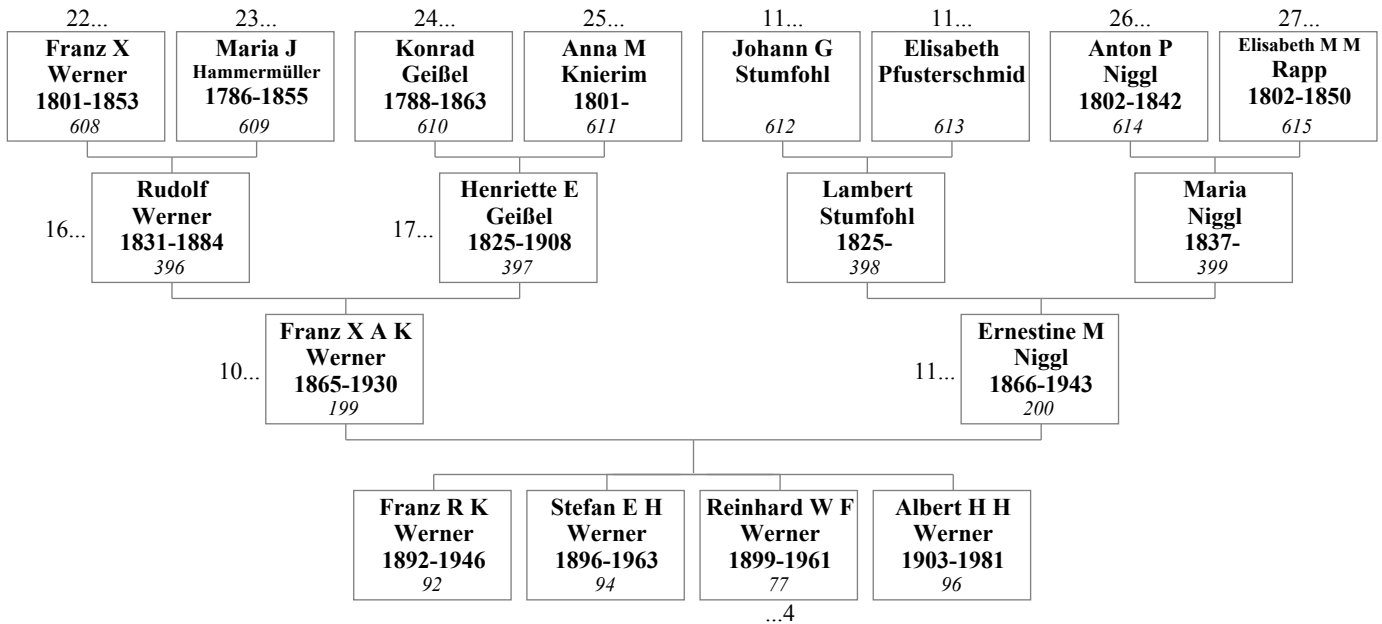 22...
23...
24...
25...
11...
11...
26...
27...
Franz X
Werner
1801-1853
608
Maria J
Hammermüller
1786-1855
609
Konrad
Geißel
1788-1863
610
Anna M
Knierim
1801-
611
Johann G
Stumfohl
612
Elisabeth
Pfusterschmid
613
Anton P
Niggl
1802-1842
614
Elisabeth M M
Rapp
1802-1850
615
16...
Rudolf
Werner
1831-1884
396
17...
Henriette E
Geißel
1825-1908
397
Lambert
Stumfohl
1825-
398
Maria
Niggl
1837-
399
10...
Franz X A K
Werner
1865-1930
199
11...
Ernestine M
Niggl
1866-1943
200
Franz R K
Werner
1892-1946
92
Stefan E H
Werner
1896-1963
94
Reinhard W F
Werner
1899-1961
77
Albert H H
Werner
1903-1981
96
...4